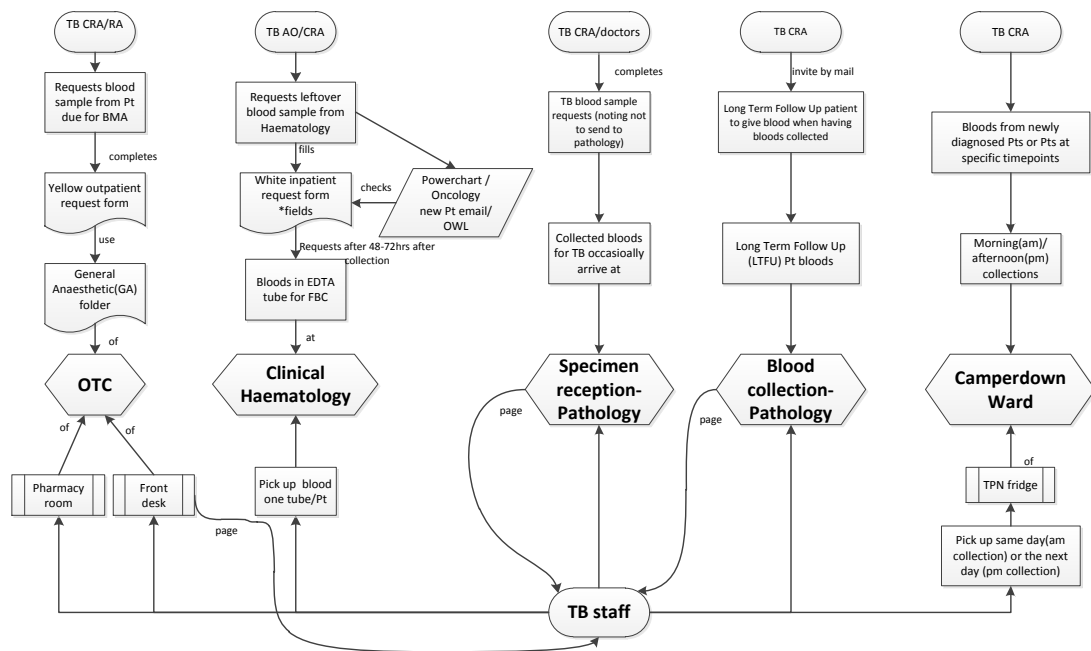 TB CRA/RA
Requests blood
sample from Pt
due for BMA
completes
Yellow outpatient
request form
use
General
Anaesthetic(GA)
folder
of
OTC
of
of
Pharmacy
room
Front
desk
page
TB AO/CRA
Requests leftover
blood sample from
Haematology
fills
White inpatient
request form
*fields
checks
Powerchart /
Oncology
new Pt email/
OWL
Requests after 48-72hrs after
collection
Bloods in EDTA
tube for FBC
at
Clinical
Haematology
Pick up blood
one tube/Pt
TB CRA/doctors
completes
TB blood sample
requests (noting not
to send to
pathology)
Collected bloods
for TB occasioally
arrive at
Specimen
reception-
Pathology
page
TB CRA
invite by mail
Long Term Follow Up patient
to give blood when having
bloods collected
Long Term Follow Up
(LTFU) Pt bloods
Blood
collection-
Pathology
page
TB CRA
Bloods from newly
diagnosed Pts or Pts at
specific timepoints
Morning(am)/
afternoon(pm)
collections
Camperdown
Ward
of
TPN fridge
Pick up same day(am
collection) or the next
day (pm collection)
TB staff